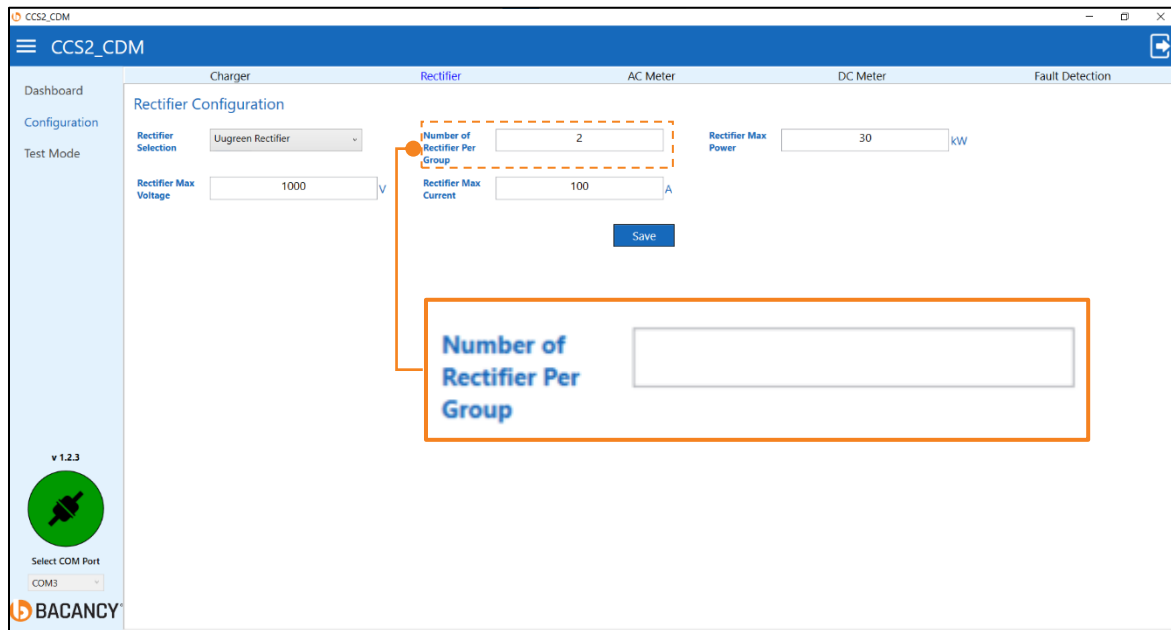 CCS2_CDM
CCS2_CDM
Charger Rectifier AC Meter DC Meter Fault Detection
Dashboard
Configuration
Test Mode
Rectifier Configuration
Rectifier
Selection
Uugreen Rectifier
Number of
Rectifier Per
Group
2
Rectifier Max
Power
30
kW
Rectifier Max
Voltage
1000
V
Rectifier Max
Current
100
A
Save
Number of
Rectifier Per
Group
v 1.2.3
Select COM Port
COM3
BACANCY